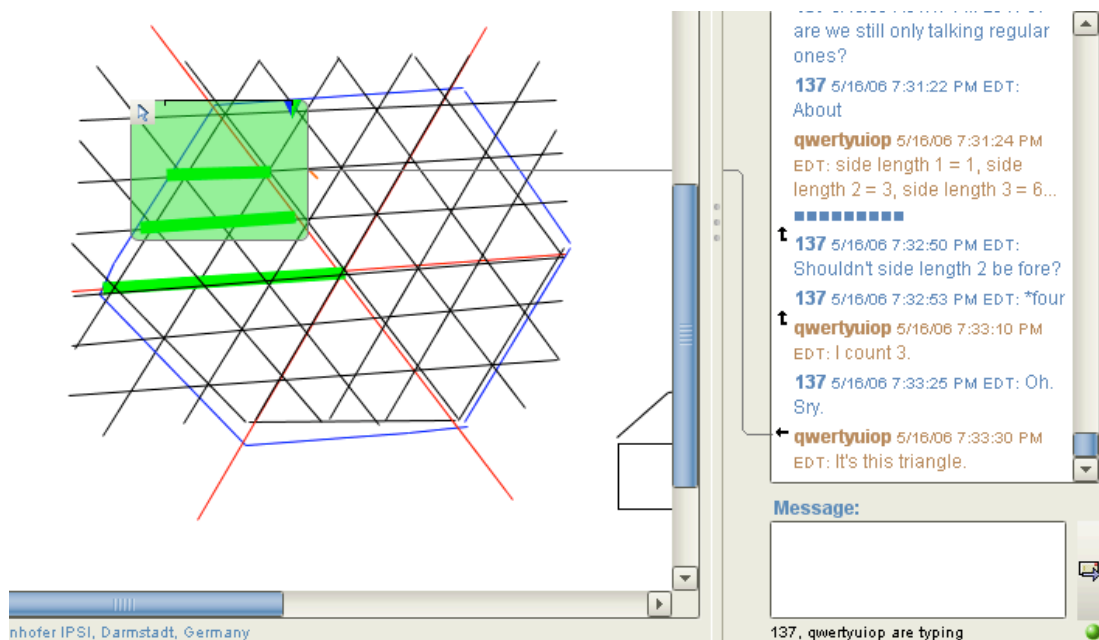 are we still only talking regular
ones?
137 5/16/06 7:31:22 PM EDT:
About
qwertyuiop 5/16/06 7:31:24 PM
EDT: side length 1 = 1, side
length 2 = 3, side length 3 = 6...
137 5/16/06 7:32:50 PM EDT:
Shouldn't side length 2 be fore?
137 5/16/06 7:32:53 PM EDT: *four
qwertyuiop 5/16/06 7:33:10 PM
EDT: I count 3.
137 5/16/06 7:33:25 PM EDT: Oh.
Sry.
qwertyuiop 5/16/06 7:33:30 PM
EDT: It's this triangle.
Message:
nhofer IPSI, Darmstadt, Germany
137, qwertyuiop are typing